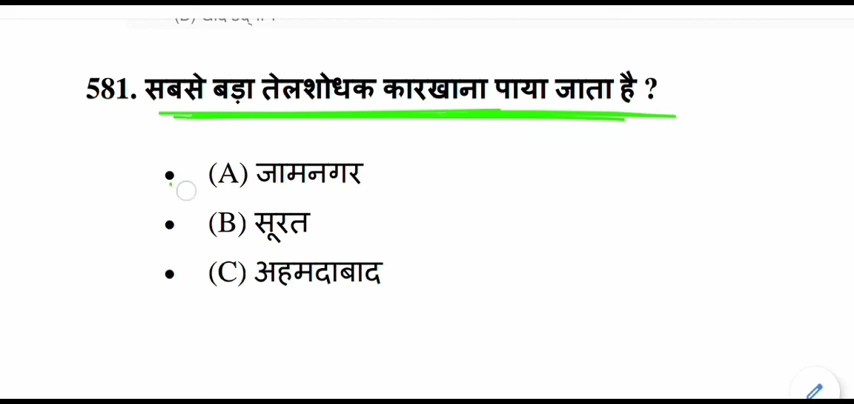 581. सबसे बड़ा तेलशोधक कारखाना पाया जाता है ?
• (A) जामनगर
• (B) सूरत
• (C) अहमदाबाद